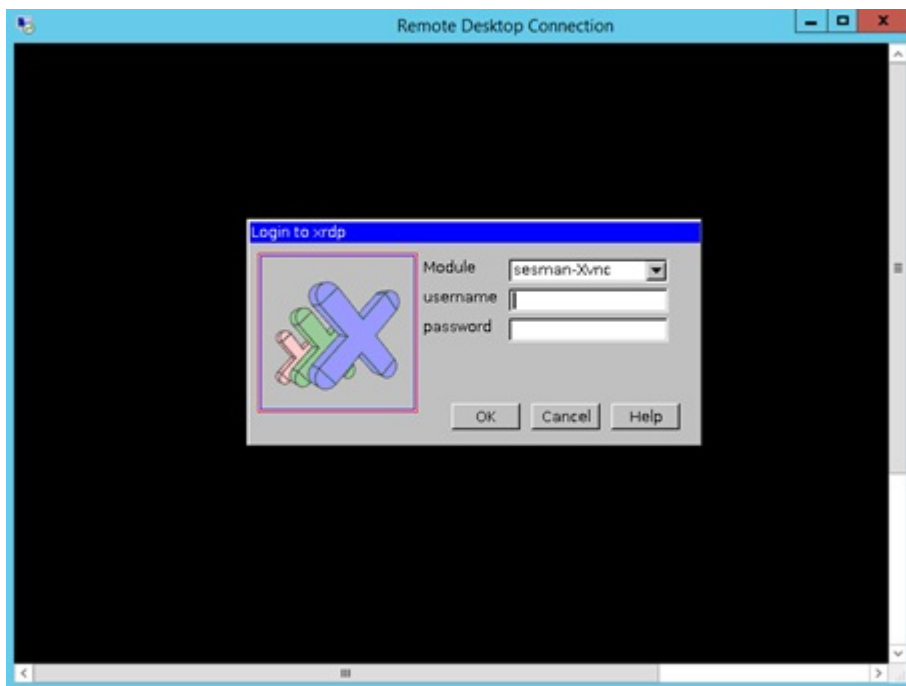 Remote Desktop Connection
Login to xrdp
Module
sesman-Xvnc
username
password
OK
Cancel
Help